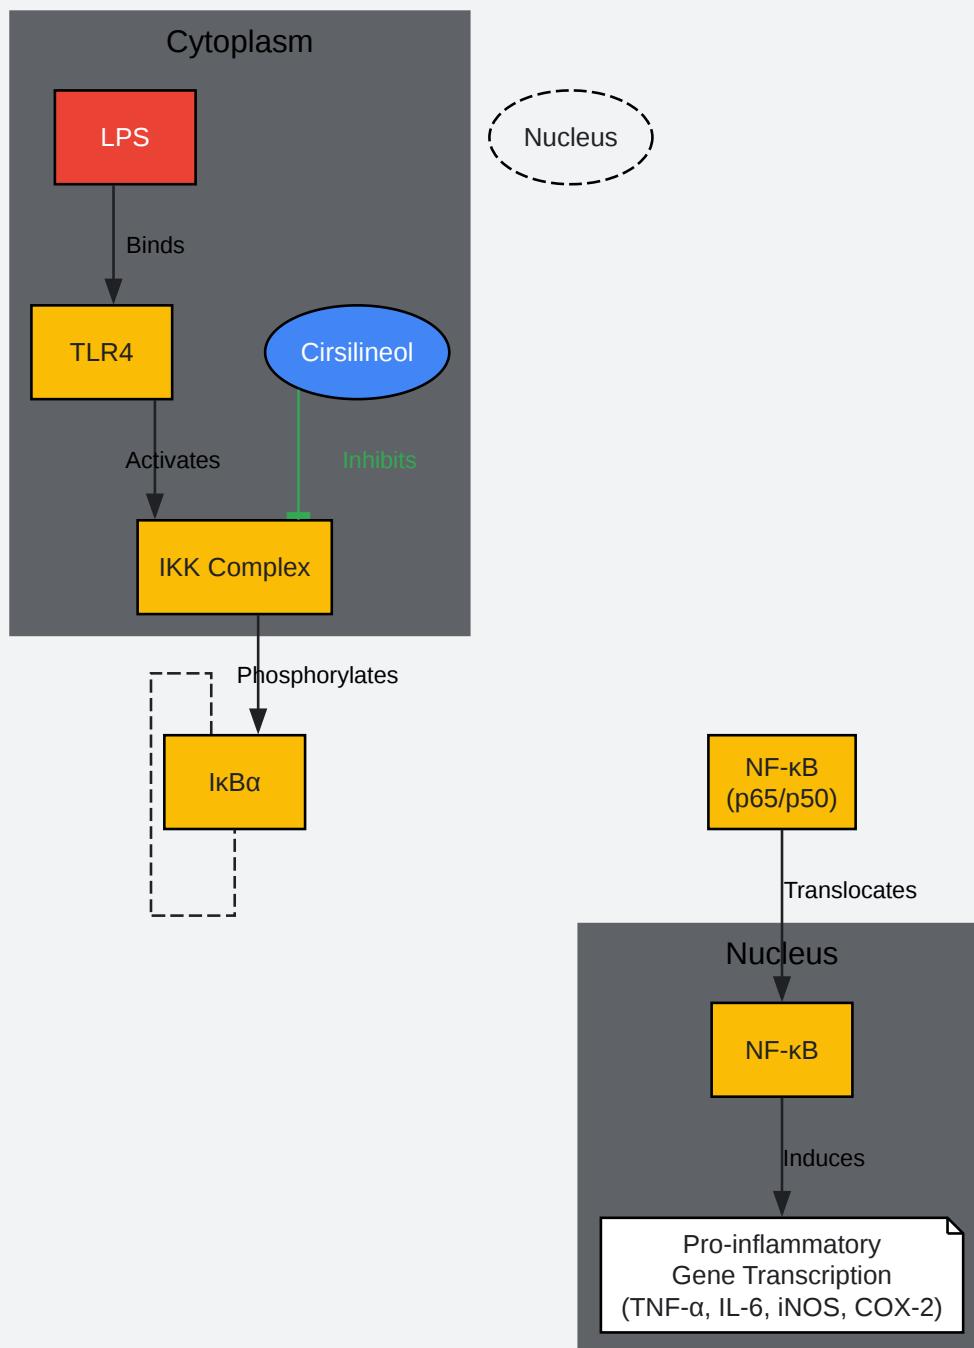 Cytoplasm
LPS
Nucleus
Binds
TLR4
Cirsilineol
Activates
Inhibits
IKK Complex
Phosphorylates
IκBα
NF-κB
(p65/p50)
Translocates
Nucleus
NF-κB
Induces
Pro-inflammatory
Gene Transcription
(TNF-α, IL-6, iNOS, COX-2)